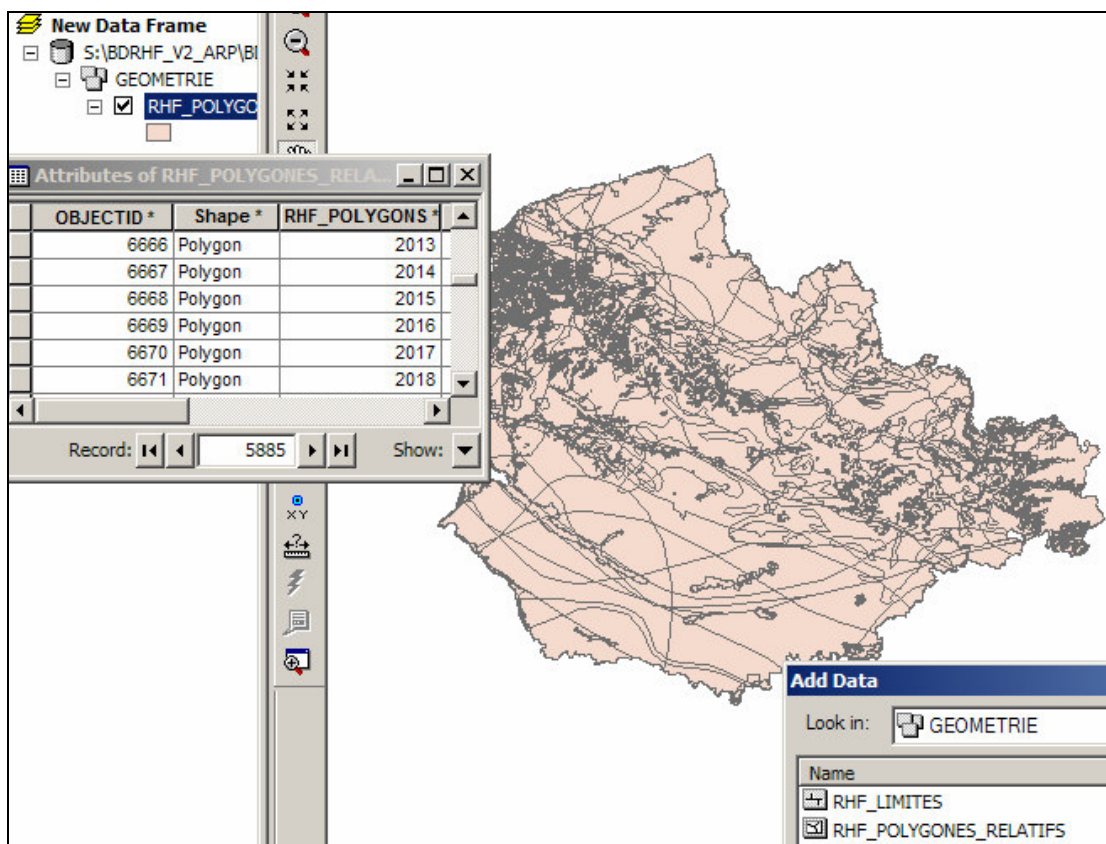 New Data Frame
S:\BDRHF_V2_ARP\BI
GEOMETRIE
RHF_POLYGO
Attributes of RHF_POLYGONES_RELA...
OBJECTID * Shape * RHF_POLYGONS *
6666 Polygon 2013
6667 Polygon 2014
6668 Polygon 2015
6669 Polygon 2016
6670 Polygon 2017
6671 Polygon 2018
Record: 5885 Show:
XY
Add Data
Look in: GEOMETRIE
Name
RHF_LIMITES
RHF_POLYGONES_RELATIFS